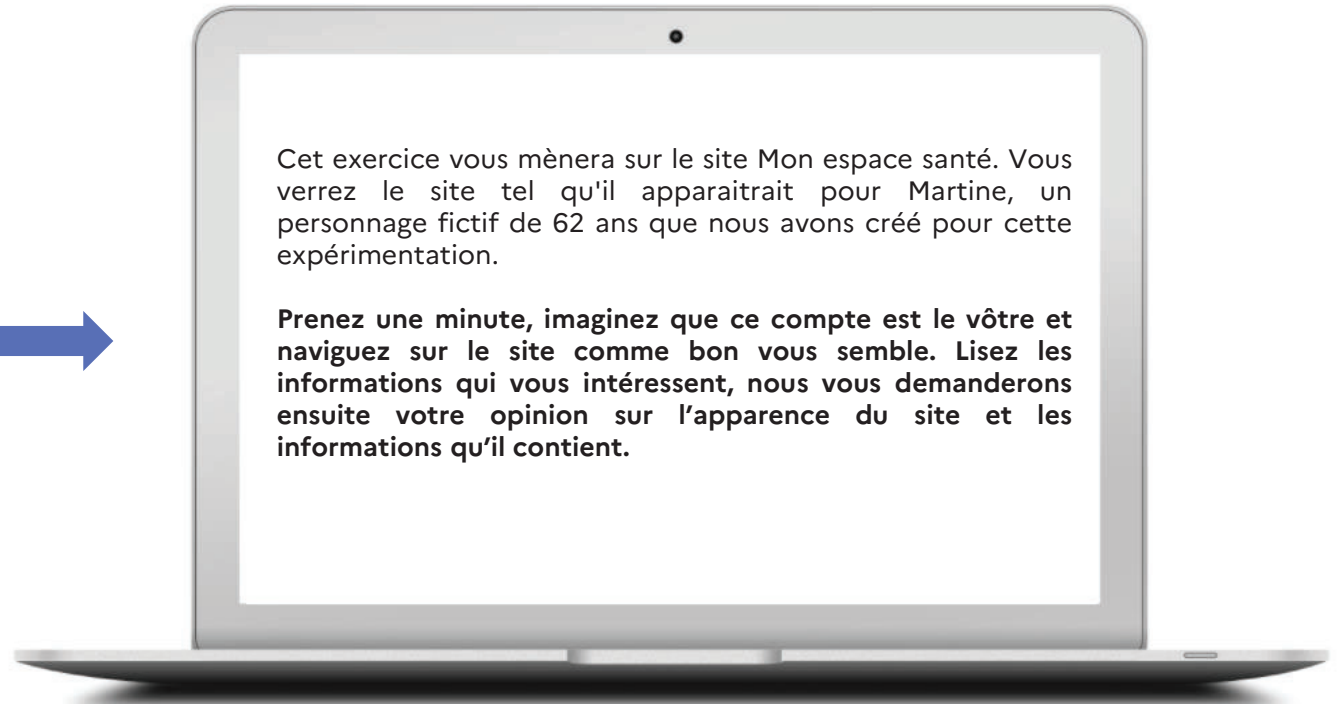 Cet exercice vous mènera sur le site Mon espace santé. Vous
verrez le site tel qu'il apparaitrait pour Martine, un
personnage fictif de 62 ans que nous avons créé pour cette
expérimentation.
Prenez une minute, imaginez que ce compte est le vôtre et
naviguez sur le site comme bon vous semble. Lisez les
informations qui vous intéressent, nous vous demanderons
ensuite votre opinion sur l’apparence du site et les
informations qu’il contient.